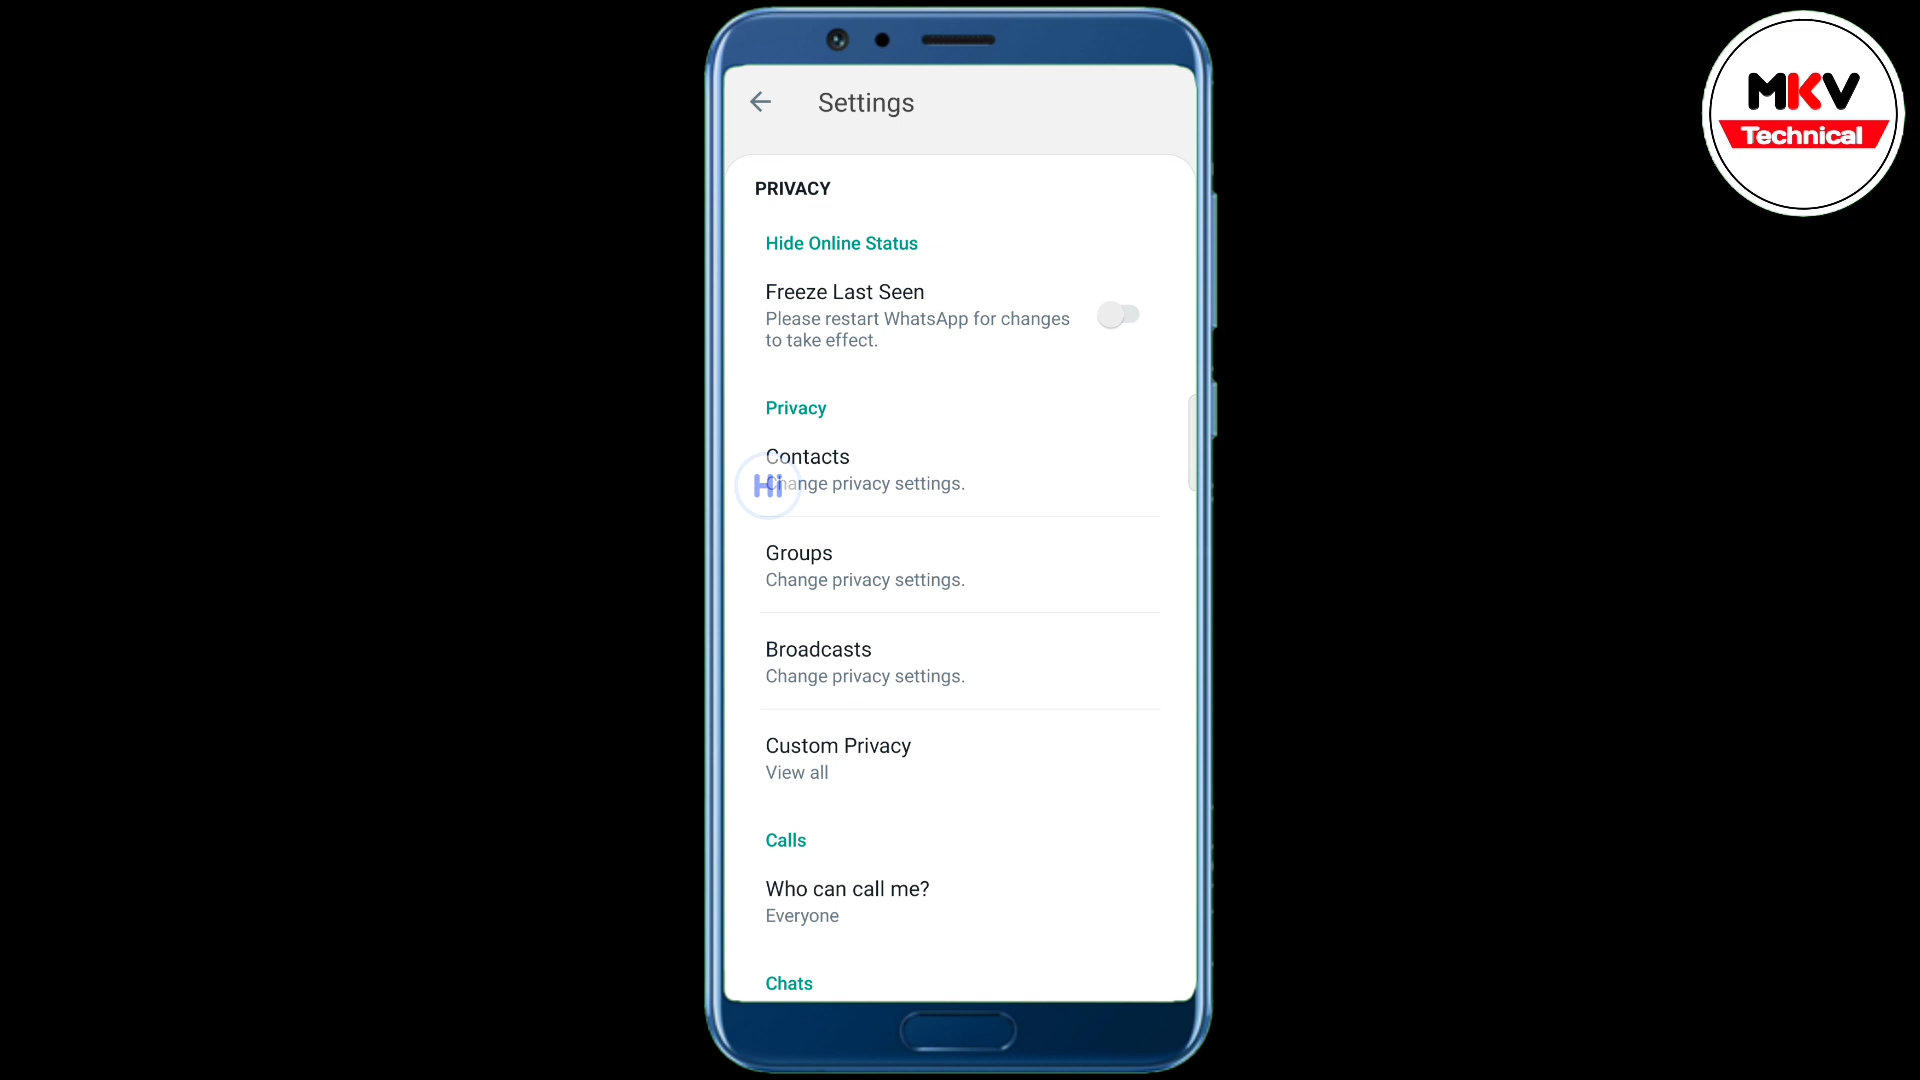 Settings
MKV
Technical
PRIVACY
Hide Online Status
Freeze Last Seen
Please restart WhatsApp for changes
to take effect.
Privacy
Contacts
Change privacy settings.
Hi
Groups
Change privacy settings.
Broadcasts
Change privacy settings.
Custom Privacy
View all
Calls
Who can call me?
Everyone
Chats